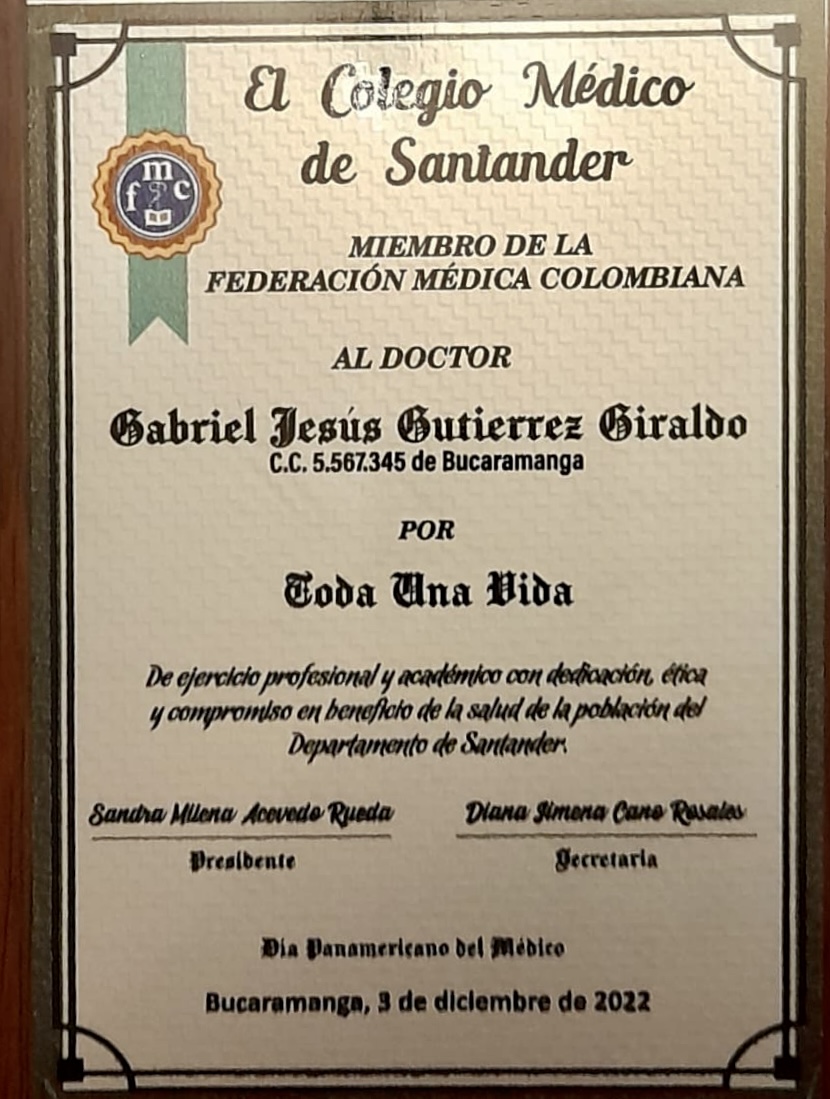 El Colegio Médico
de Santander
m
f c
MIEMBRO DE LA
FEDERACIÓN MÉDICA COLOMBIANA
AL DOCTOR
Gabriel Jesús Gutierrez Giraldo
C.C. 5.567.345 de Bucaramanga
POR
Toda Una Vida
De ejercicio profesional y académico con dedicación, ética
y compromiso en beneficio de la salud de la población del
Departamento de Santander.
Sandra Milena Acevedo Rueda Diana Jimena Cano Rosales
Presidente Secretaria
Día Panamericano del Médico
Bucaramanga, 3 de diciembre de 2022